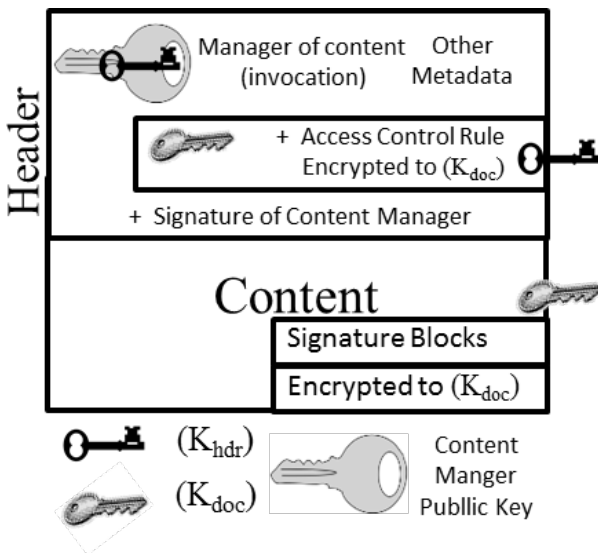 Header
Manager of content
(invocation)
Other
Metadata
+ Access Control Rule
Encrypted to (Kdoc)
+ Signature of Content Manager
Content
Signature Blocks
Encrypted to (Kdoc)
(Khdr)
(Kdoc)
Content
Manger
Publlic Key